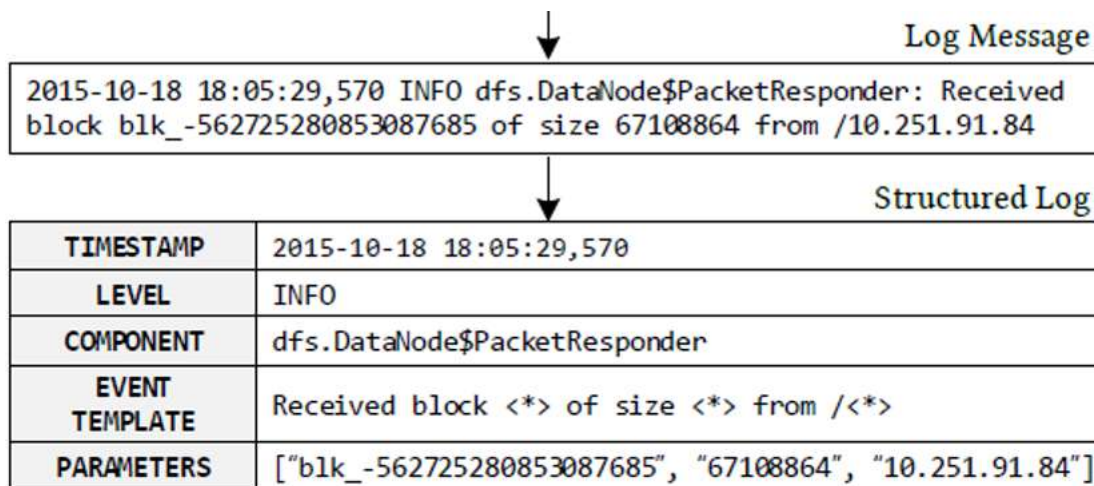 Log Message
2015-10-18 18:05:29,570 INFO dfs.DataNode$PacketResponder: Received
block blk_-562725280853087685 of size 67108864 from /10.251.91.84
Structured Log
TIMESTAMP 2015-10-18 18:05:29,570
LEVEL INFO
COMPONENT dfs.DataNode$PacketResponder
EVENT
TEMPLATE Received block <*> of size <*> from /<*>
PARAMETERS ["blk_-562725280853087685", "67108864", "10.251.91.84"]